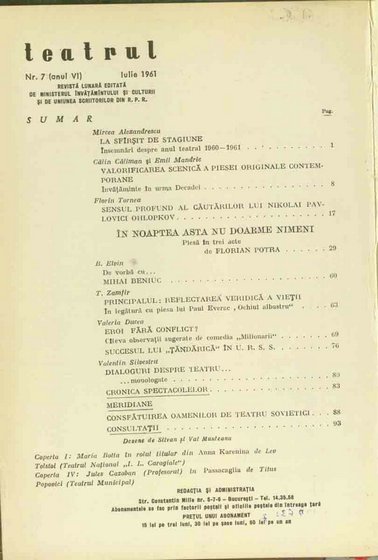 teatrul
Nr. 7 (anul VI) Iulie 1961
REVISTĂ LUNARĂ EDITATĂ
DE MINISTERUL ÎNVĂŢĂMÎNTULUI ŞI CULTURII
ŞI DE UNIUNEA SCRIITORILOR DIN R. P. R.
SUMAR
Pag.
Mircea Alexandrescu
LA SFÎRŞIT DE STAGIUNE
Însemnări despre anul teatral 1960—1961 . . . 1
Călin Căliman şi Emil Mandric
VALORIFICAREA SCENICĂ A PIESEI ORIGINALE CONTEM-
PORANE
Învăţăminte în urma Decadei . . . 8
Florin Tornea
SENSUL PROFUND AL CĂUTĂRILOR LUI NIKOLAI PAV-
LOVICI OHLOPKOV . . . 17
ÎN NOAPTEA ASTA NU DOARME NIMENI
Piesă în trei acte
de FLORIAN POTRA . . . 29
B. Elvin
De vorbă cu...
MIHAI BENIUC . . . 60
T. Zamfir
PRINCIPALUL: REFLECTAREA VERIDICĂ A VIEŢII
În legătură cu piesa lui Paul Everac „Ochiul albastru" . . . 63
Valeria Ducea
EROI FĂRĂ CONFLICT?
Cîteva observaţii sugerate de comedia „Milionarii" . . . 69
SUCCESUL LUI „ŢĂNDĂRICĂ" ÎN U. R. S. S. . . . 76
Valentin Silvestru
DIALOGURI DESPRE TEATRU...
...monologate . . . 80
CRONICA SPECTACOLELOR . . . 83
MERIDIANE
CONSFĂTUIREA OAMENILOR DE TEATRU SOVIETICI . . . 88
CONSULTAŢII . . . 93
Desene de Silvan şi Val Munteanu
Coperta I: Maria Botta în rolul titular din Anna Karenina de Lev
Tolstoi (Teatrul Naţional „I. L. Caragiale")
Coperta IV: Jules Cazaban (Profesorul) în Passacaglia de Titus
Popovici (Teatrul Municipal)
REDACŢIA ŞI ADMINISTRAŢIA
Str. Constantin Mille nr. 5-7-9 — Bucureşti — Tel. 14.35.58
Abonamentele se fac prin factorii poştali şi oficiile poştale din întreaga ţară
PREŢUL UNUI ABONAMENT
15 lei pe trei luni, 30 lei pe şase luni, 60 lei pe un an